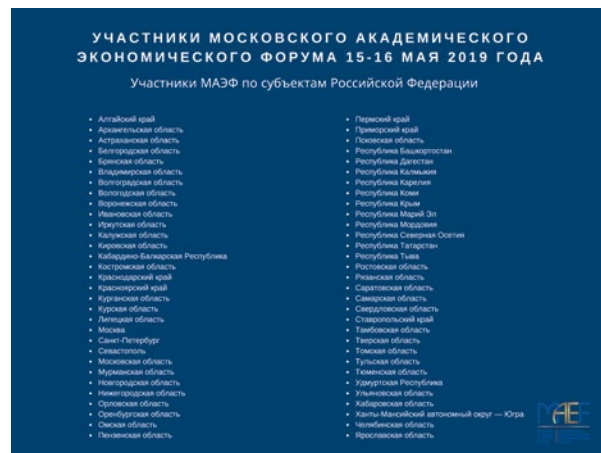 УЧАСТНИКИ МОСКОВСКОГО АКАДЕМИЧЕСКОГО
ЭКОНОМИЧЕСКОГО ФОРУМА 15-16 МАЯ 2019 ГОДА
Участники МАЭФ по субъектам Российской Федерации
• Алтайский край
• Архангельская область
• Астраханская область
• Белгородская область
• Брянская область
• Владимирская область
• Волгоградская область
• Вологодская область
• Воронежская область
• Ивановская область
• Иркутская область
• Калужская область
• Кировская область
• Кабардино-Балкарская Республика
• Костромская область
• Краснодарский край
• Красноярский край
• Курганская область
• Курская область
• Липецкая область
• Москва
• Санкт-Петербург
• Севастополь
• Московская область
• Мурманская область
• Новгородская область
• Нижегородская область
• Орловская область
• Оренбургская область
• Омская область
• Пензенская область
• Пермский край
• Приморский край
• Псковская область
• Республика Башкортостан
• Республика Дагестан
• Республика Калмыкия
• Республика Карелия
• Республика Коми
• Республика Крым
• Республика Марий Эл
• Республика Мордовия
• Республика Северная Осетия
• Республика Татарстан
• Республика Тыва
• Ростовская область
• Рязанская область
• Саратовская область
• Самарская область
• Свердловская область
• Ставропольский край
• Тамбовская область
• Тверская область
• Томская область
• Тульская область
• Тюменская область
• Удмуртская Республика
• Ульяновская область
• Хабаровская область
• Ханты-Мансийский автономный округ — Югра
• Челябинская область
• Ярославская область
MAEF